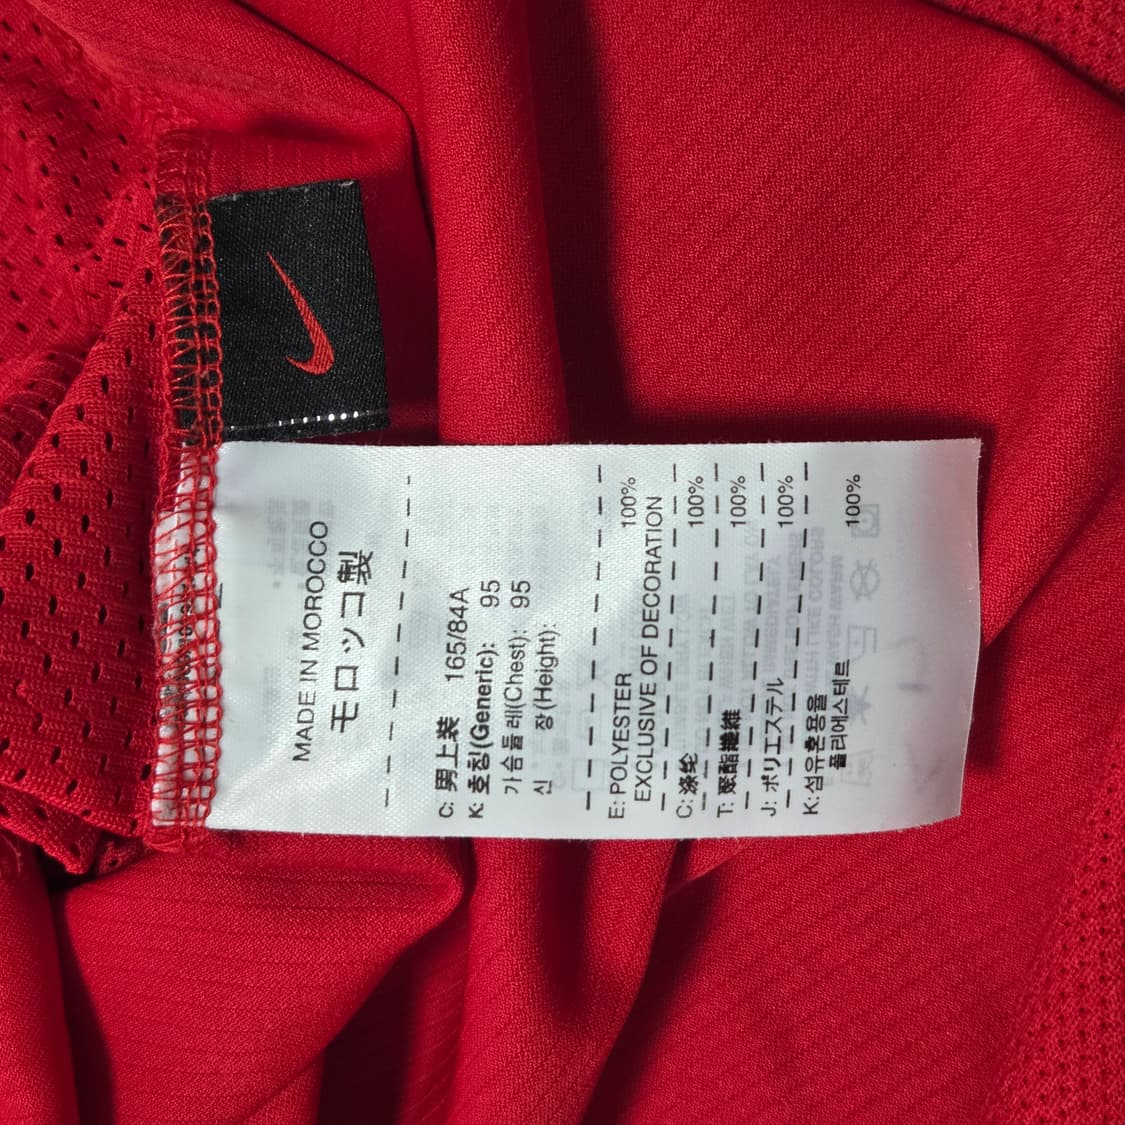 MADE IN MOROCCO
モロッコ製
C: 男上装 165/84A
K: 호칭(Generic): 95
가슴둘레(Chest): 95
신 장(Height):
E: POLYESTER 100%
EXCLUSIVE OF DECORATION
C: 涤纶 100%
T: 聚酯纖維 100%
J: ポリエステル 100%
K: 섬유혼용율
폴리에스테르 100%